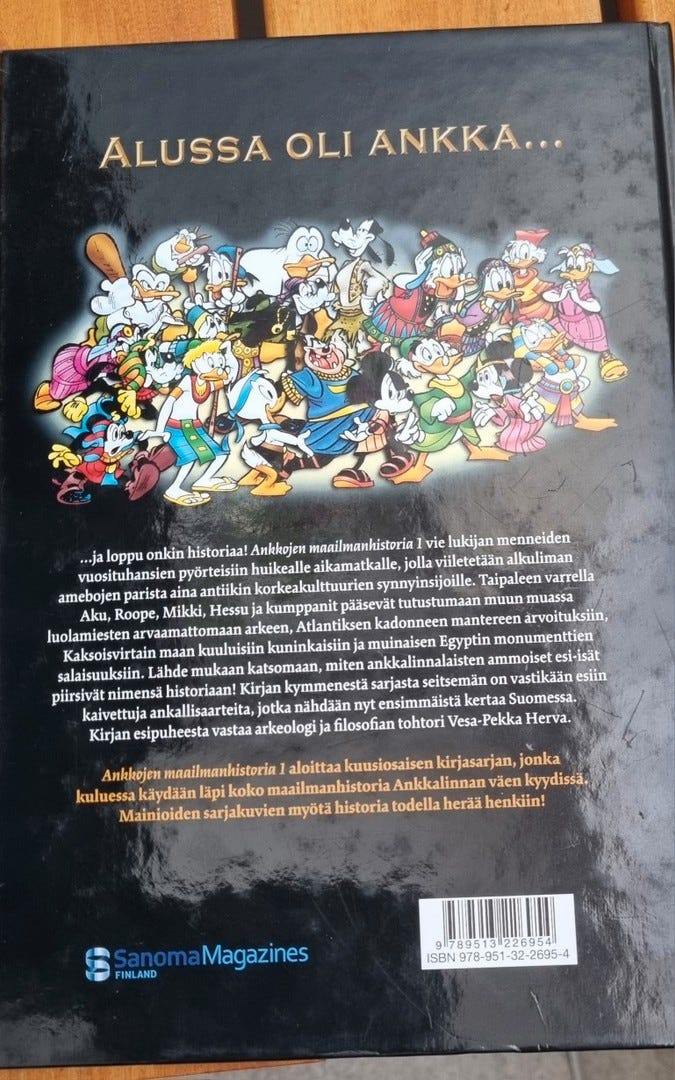 ALUSSA OLI ANKKA...
...ja loppu onkin historiaa! Ankkojen maailmanhistoria 1 vie lukijan menneiden
vuosituhansien pyörteisiin huikealle aikamatkalle, jolla viiletetään alkuliman
amebojen parista aina antiikin korkeakulttuurien synnyinsijoille. Taipaleen varrella
Aku, Roope, Mikki, Hessu ja kumppanit pääsevät tutustumaan muun muassa
luolamiesten arvaamattomaan arkeen, Atlantiksen kadonneen mantereen arvoituksiin,
Kaksoisvirtain maan kuuluisiin kuninkaisiin ja muinaisen Egyptin monumenttien
salaisuuksiin. Lähde mukaan katsomaan, miten ankkalinnalaisten ammoiset esi-isät
piirsivät nimensä historiaan! Kirjan kymmenestä sarjasta seitsemän on vastikään esiin
kaivettuja ankallisaarteita, jotka nähdään nyt ensimmäistä kertaa Suomessa.
Kirjan esipuheesta vastaa arkeologi ja filosofian tohtori Vesa-Pekka Herva.
Ankkojen maailmanhistoria 1 aloittaa kuusiosaisen kirjasarjan, jonka
kuluessa käydään läpi koko maailmanhistoria Ankkalinnan väen kyydissä.
Mainioiden sarjakuvien myötä historia todella herää henkiin!
9 789513 226954
ISBN 978-951-32-2695-4
SanomaMagazines
FINLAND